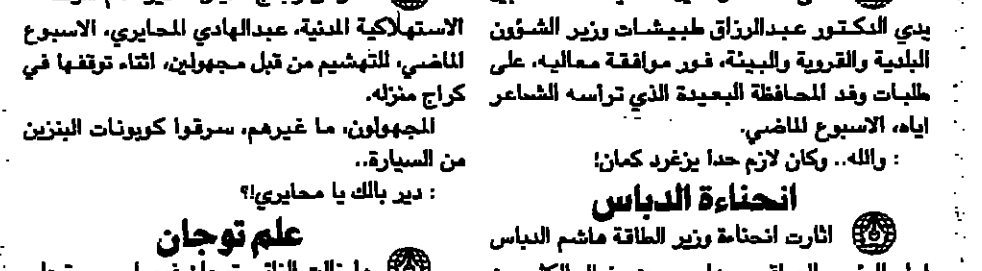 يدي الدكتور عبدالرزاق طبيشات وزير الشؤون
البلدية والقروية والبيئة، فور موافقة معاليه، على
طلبات وفد المحافظة البعيدة الذي ترأسه الشاعر
اياه، الاسبوع الماضي.
: والله.. وكان لازم حدا يزغرد كمان!
انحناءة الدباس
اثارت انحناءة وزير الطاقة هاشم الدباس
الاستهلاكية المدنية، عبدالهادي المحايري، الاسبوع
الماضي، للتهشيم من قبل مجهولين، اثناء توقفها في
كراج منزله.
المجهولون، ما غيرهم، سرقوا كوبونات البنزين
من السيارة..
: دير بالك يا محايري!؟
علم توجان